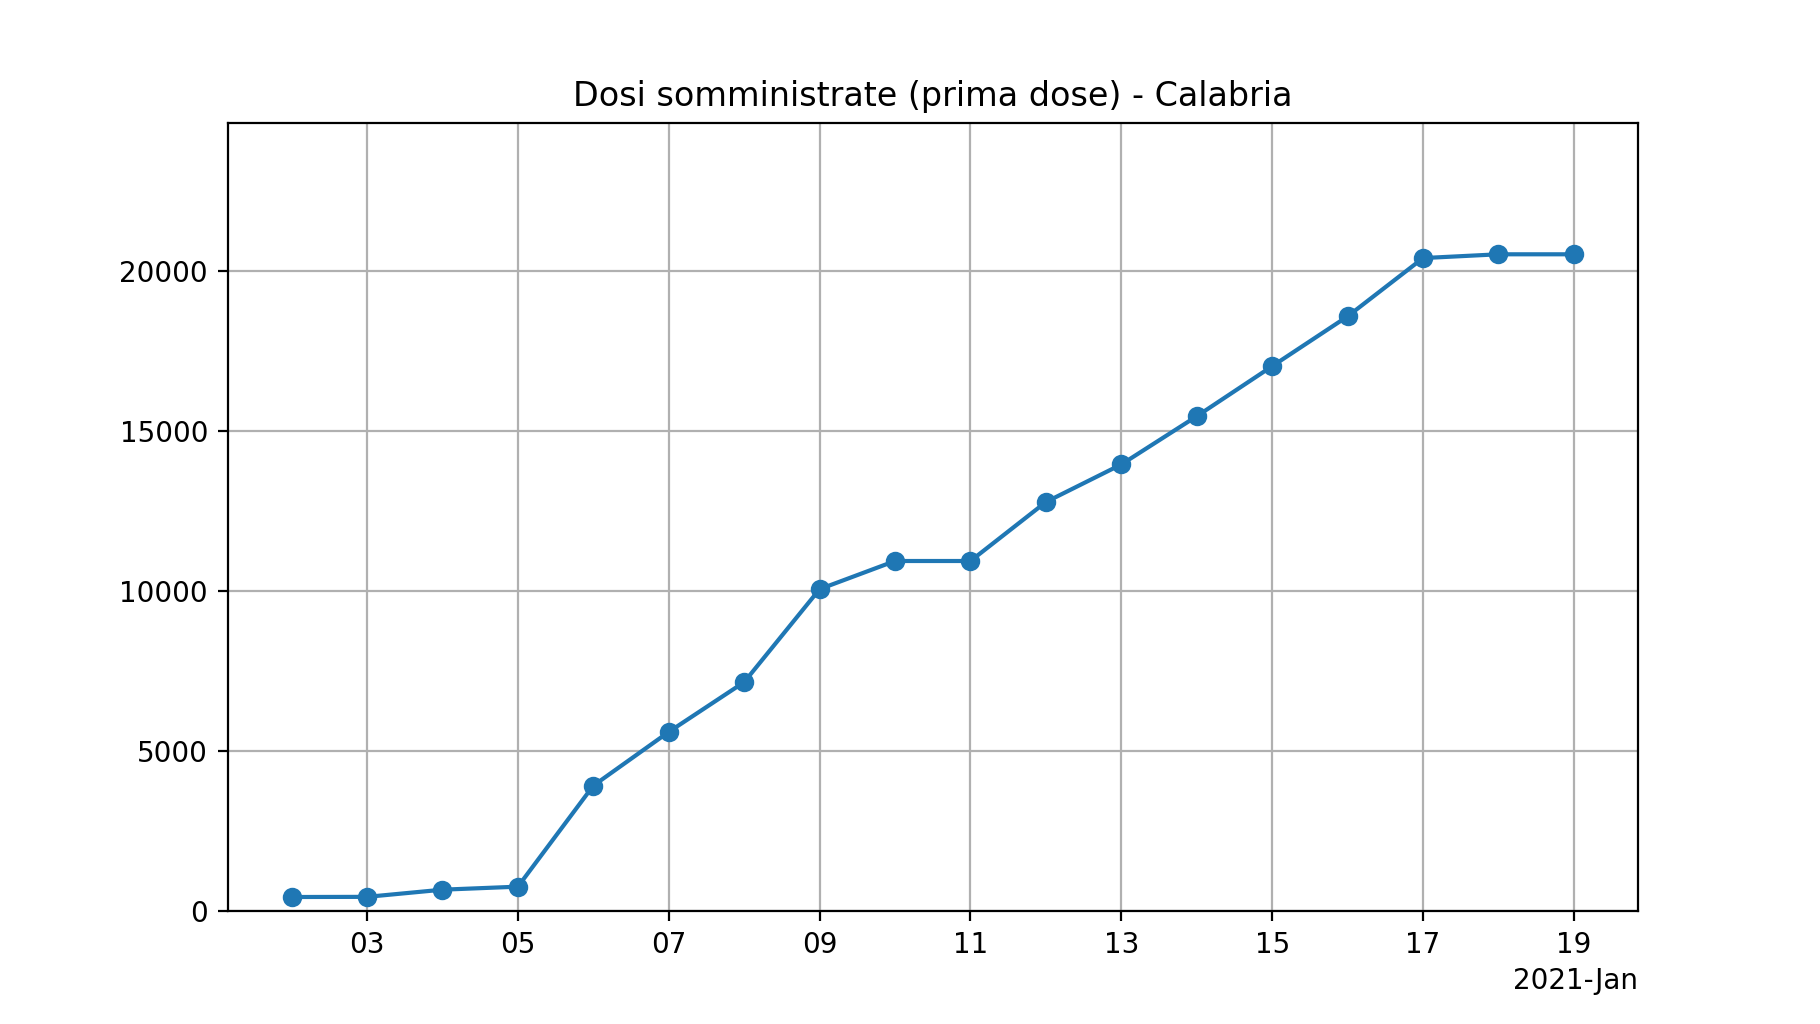 Dosi somministrate (prima dose) - Calabria
20000
15000
10000
5000
0
03 05 07 09 11 13 15 17 19
2021-Jan